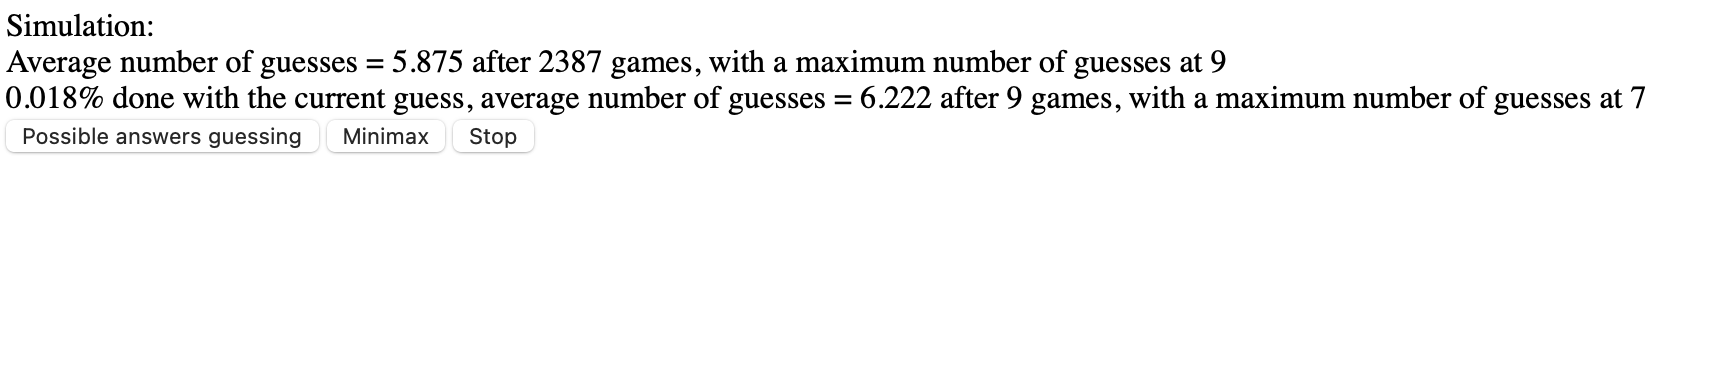 Simulation:
Average number of guesses = 5.875 after 2387 games, with a maximum number of guesses at 9
0.018% done with the current guess, average number of guesses = 6.222 after 9 games, with a maximum number of guesses at 7
Possible answers guessing Minimax Stop